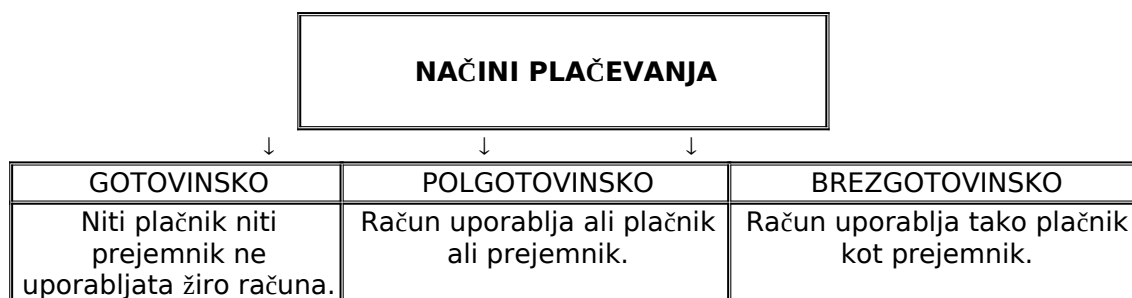 NAČINI PLAČEVANJA
↓ ↓ ↓
GOTOVINSKO POLGOTOVINSKO BREZGOTOVINSKO
Niti plačnik niti
prejemnik ne
uporabljata žiro računa.
Račun uporablja ali plačnik
ali prejemnik.
Račun uporablja tako plačnik
kot prejemnik.